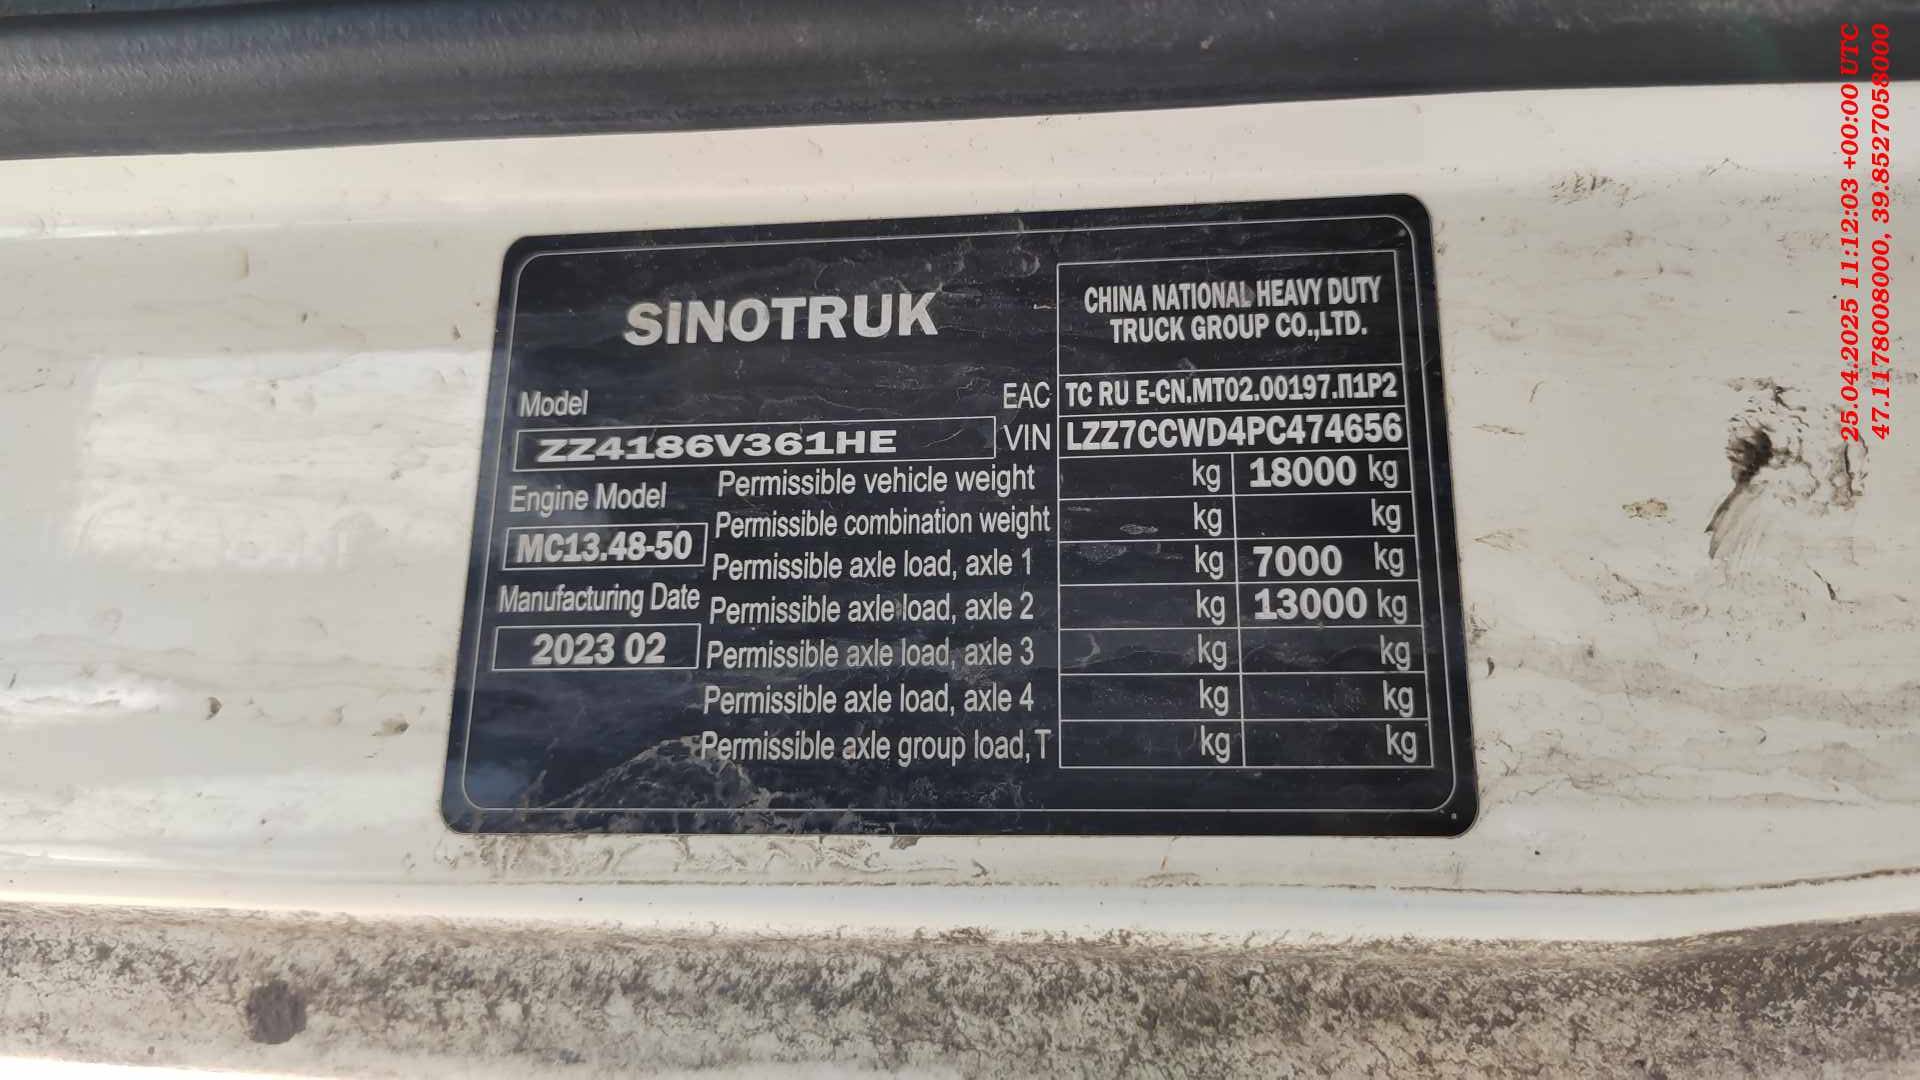 SINOTRUK
CHINA NATIONAL HEAVY DUTY
TRUCK GROUP CO.,LTD.
EAC TC RU E-CN.MT02.00197.П1P2
Model
ZZ4186V361HE
VIN LZZ7CCWD4PC474656
Engine Model
MC13.48-50
Manufacturing Date
2023 02
Permissible vehicle weight kg 18000 kg
Permissible combination weight kg kg
Permissible axle load, axle 1 kg 7000 kg
Permissible axle load, axle 2 kg 13000 kg
Permissible axle load, axle 3 kg kg
Permissible axle load, axle 4 kg kg
Permissible axle group load,T kg kg
25.04.2025 11:12:03 +00:00 UTC
47.1178008000, 39.8527058000